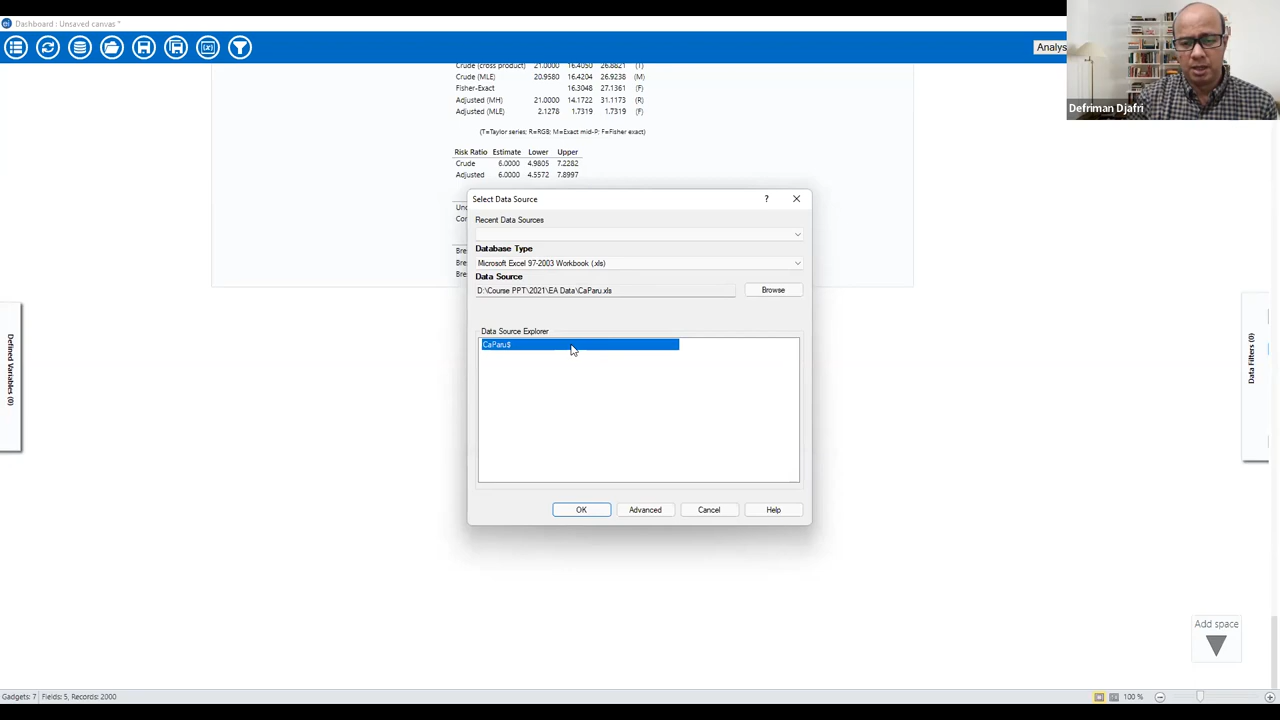 Dashboard : Unsaved canvas *
Analys
Defriman Djafri
Crude (cross product) 21.0000 16.4050 26.8821 (T)
Crude (MLE) 20.9580 16.4204 26.9238 (M)
Fisher-Exact 16.3048 27.1361 (F)
Adjusted (MH) 21.0000 14.1722 31.1173 (R)
Adjusted (MLE) 2.1278 1.7319 1.7319 (F)
(T=Taylor series; R=RGB; M=Exact mid-P; F=Fisher exact)
Risk Ratio Estimate Lower Upper
Crude 6.0000 4.9805 7.2282
Adjusted 6.0000 4.5572 7.8997
Und
Cor
Bre
Bre
Bre
Select Data Source
?
Recent Data Sources
Database Type
Microsoft Excel 97-2003 Workbook (.xls)
Data Source
D:\Course PPT\2021\EA Data\CaParu.xls
Browse
Data Source Explorer
CaParu$
OK Advanced Cancel Help
Defined Variables (0)
Data Filters (0)
Add space
Gadgets: 7 Fields: 5, Records: 2000
100 %